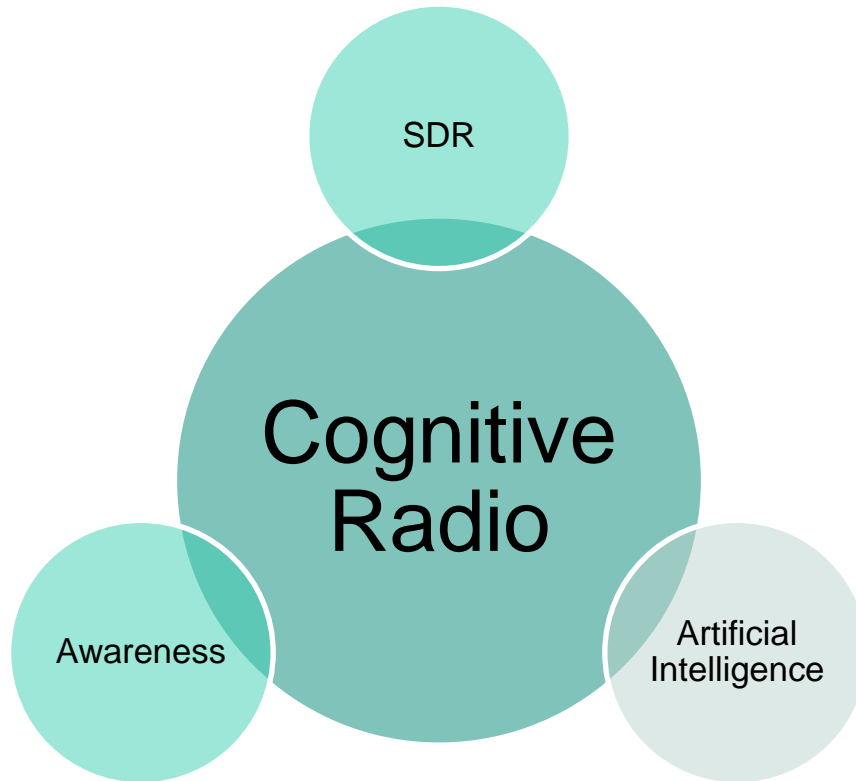 SDR
Cognitive
Radio
Awareness
Artificial
Intelligence